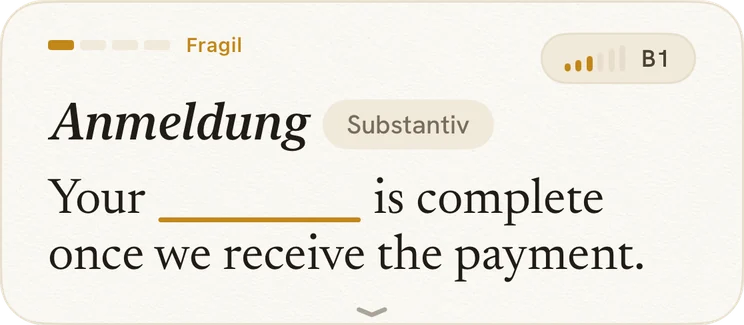 Fragil
B1
Anmeldung Substantiv
Your ________ is complete
once we receive the payment.